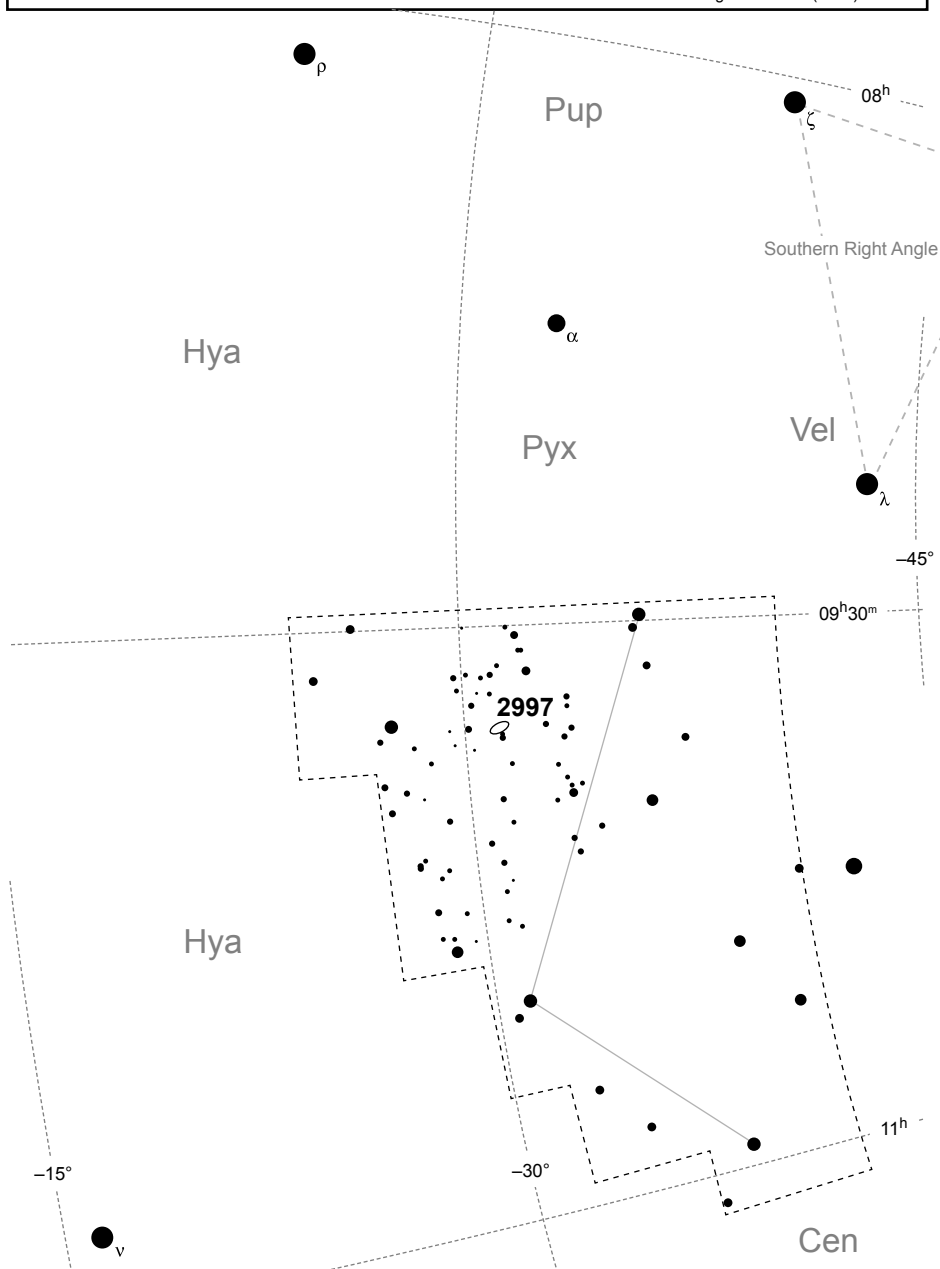 ρ
Pup
08h
ζ
Southern Right Angle
α
Hya
Vel
Pyx
λ
–45°
09h30m
2997
Hya
11h
–15°
–30°
ν
Cen